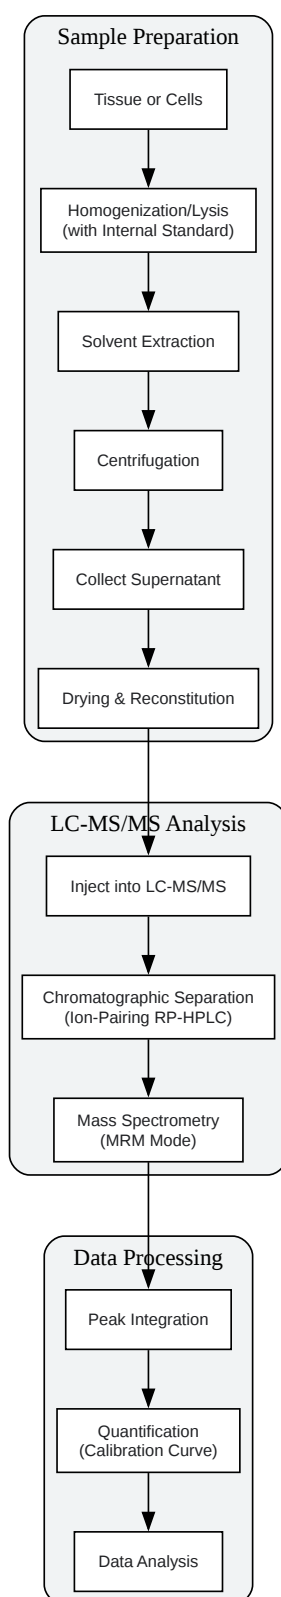 Sample Preparation
Tissue or Cells
Homogenization/Lysis
(with Internal Standard)
Solvent Extraction
Centrifugation
Collect Supernatant
Drying & Reconstitution
LC-MS/MS Analysis
Inject into LC-MS/MS
Chromatographic Separation
(Ion-Pairing RP-HPLC)
Mass Spectrometry
(MRM Mode)
Data Processing
Peak Integration
Quantification
(Calibration Curve)
Data Analysis